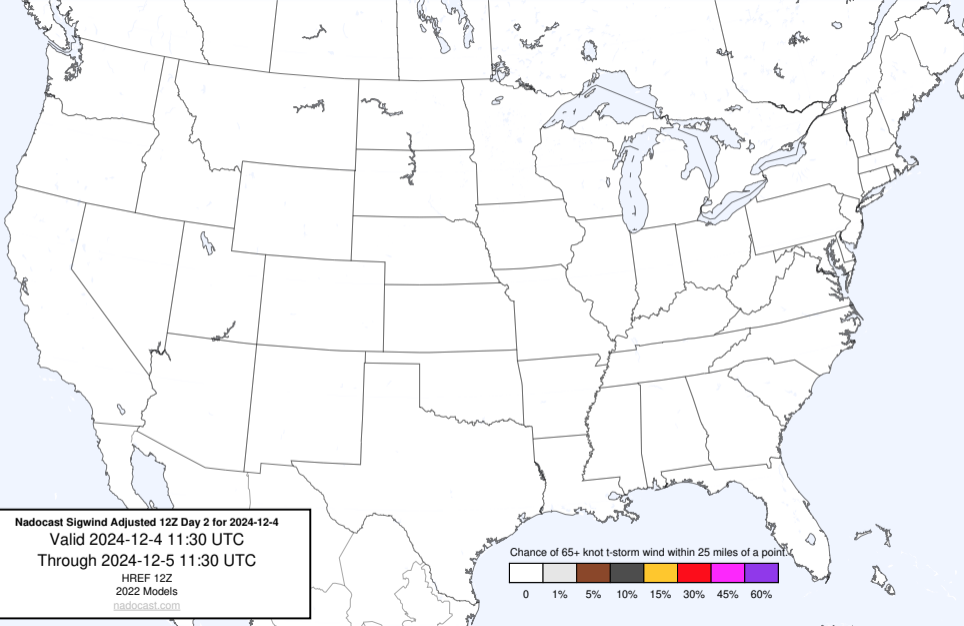 Nadocast Sigwind Adjusted 12Z Day 2 for 2024-12-4
Valid 2024-12-4 11:30 UTC
Through 2024-12-5 11:30 UTC
HREF 12Z
2022 Models
nadocast.com
Chance of 65+ knot t-storm wind within 25 miles of a point.
0 1% 5% 10% 15% 30% 45% 60%